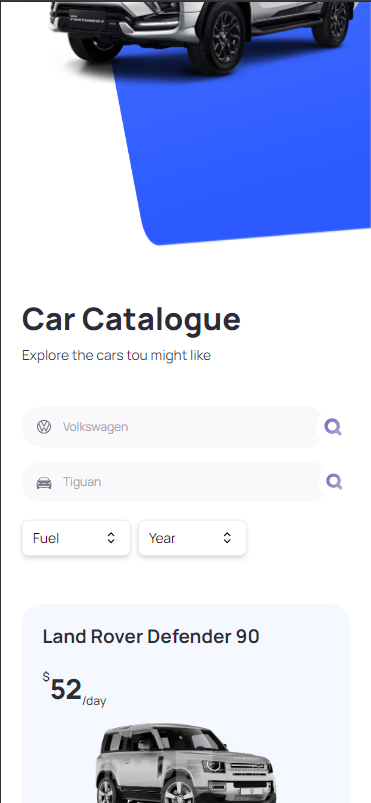 Car Catalogue
Explore the cars tou might like
Volkswagen
Tiguan
Fuel
Year
Land Rover Defender 90
$52/day